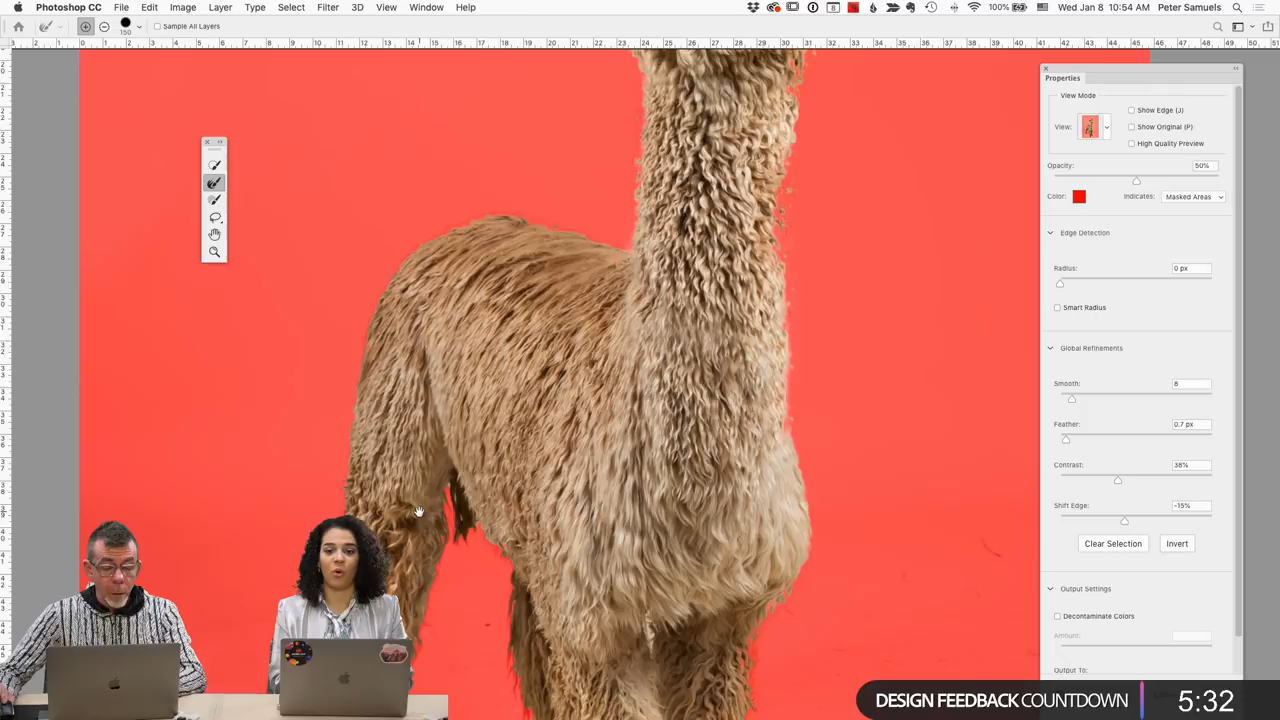 Photoshop CC File Edit Image Layer Type Select Filter 3D View Window Help 100% Wed Jan 8 10:54 AM Peter Samuels
150 Sample All Layers
Properties
View Mode
Show Edge (J)
View:
Show Original (P)
High Quality Preview
Opacity: 50%
Color: Indicates: Masked Areas
Edge Detection
Radius: 0 px
Smart Radius
Global Refinements
Smooth: 8
Feather: 0.7 px
Contrast: 38%
Shift Edge: -15%
Clear Selection Invert
Output Settings
Decontaminate Colors
Amount:
Output To:
DESIGN FEEDBACK COUNTDOWN 5:32